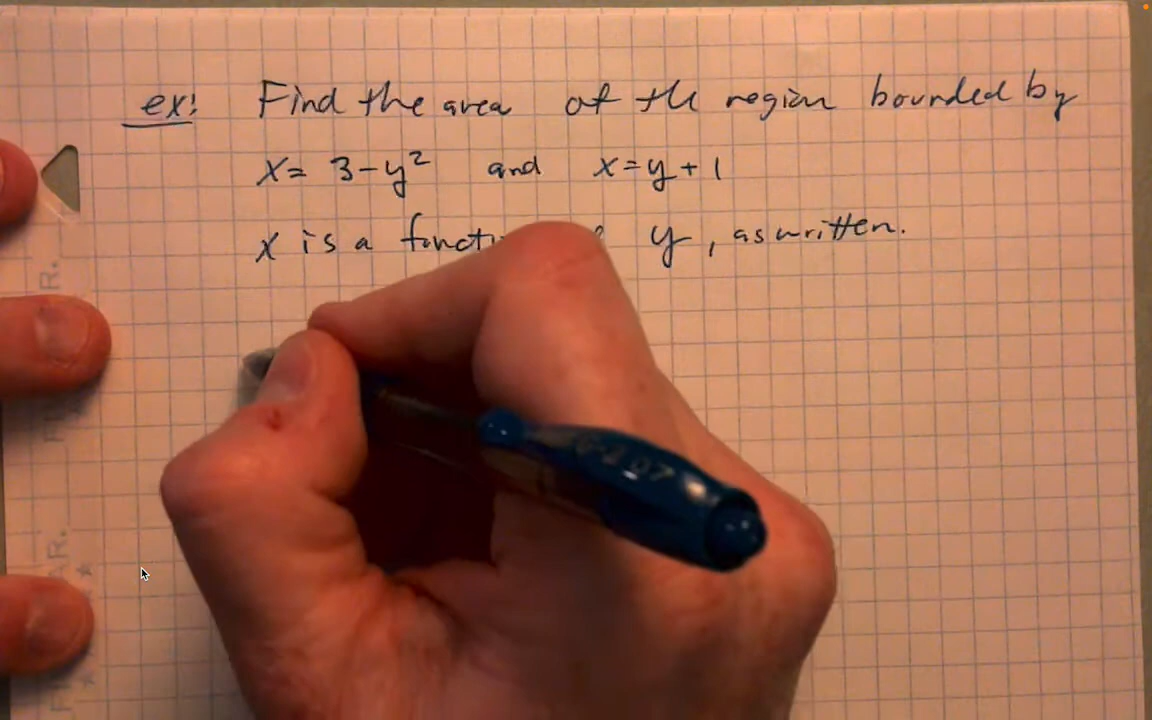 ex: Find the area of the region bounded by
x = 3 - y² and x = y + 1
x is a y, as written.